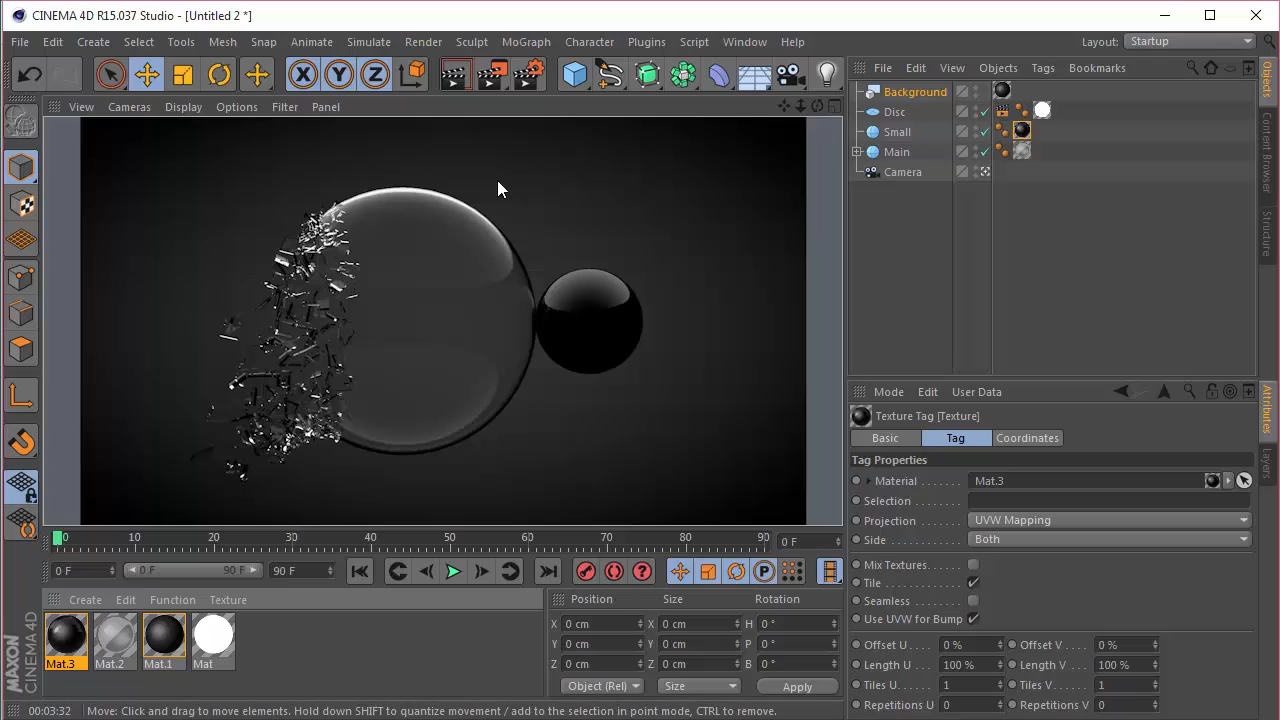 CINEMA 4D R15.037 Studio - [Untitled 2 *]
File Edit Create Select Tools Mesh Snap Animate Simulate Render Sculpt MoGraph Character Plugins Script Window Help Layout: Startup
X Y Z
File Edit View Objects Tags Bookmarks
View Cameras Display Options Filter Panel
Background
Disc
Small
Main
Camera
Objects
Content Browser
Structure
Mode Edit User Data
Texture Tag [Texture]
Basic Tag Coordinates
Tag Properties
Material . . . . . . . Mat.3
Selection . . . . . .
Projection . . . . . . UVW Mapping
Side . . . . . . . . . . Both
Mix Textures. . . . .
Tile . . . . . . . . . . . ✓
Seamless . . . . . . .
Use UVW for Bump ✓
Offset U . . . . 0 % Offset V . . . . 0 %
Length U . . . 100 % Length V . . . 100 %
Tiles U. . . . . 1 Tiles V. . . . . 1
Repetitions U 0 Repetitions V 0
Attributes
Layers
0 10 20 30 40 50 60 70 80 90 0 F
0 F 0 F 90 F 90 F
P
Create Edit Function Texture
Mat.3 Mat.2 Mat.1 Mat
Position Size Rotation
X 0 cm X 0 cm H 0 °
Y 0 cm Y 0 cm P 0 °
Z 0 cm Z 0 cm B 0 °
Object (Rel) Size Apply
MAXON
CINEMA 4D
00:03:32 Move: Click and drag to move elements. Hold down SHIFT to quantize movement / add to the selection in point mode, CTRL to remove.